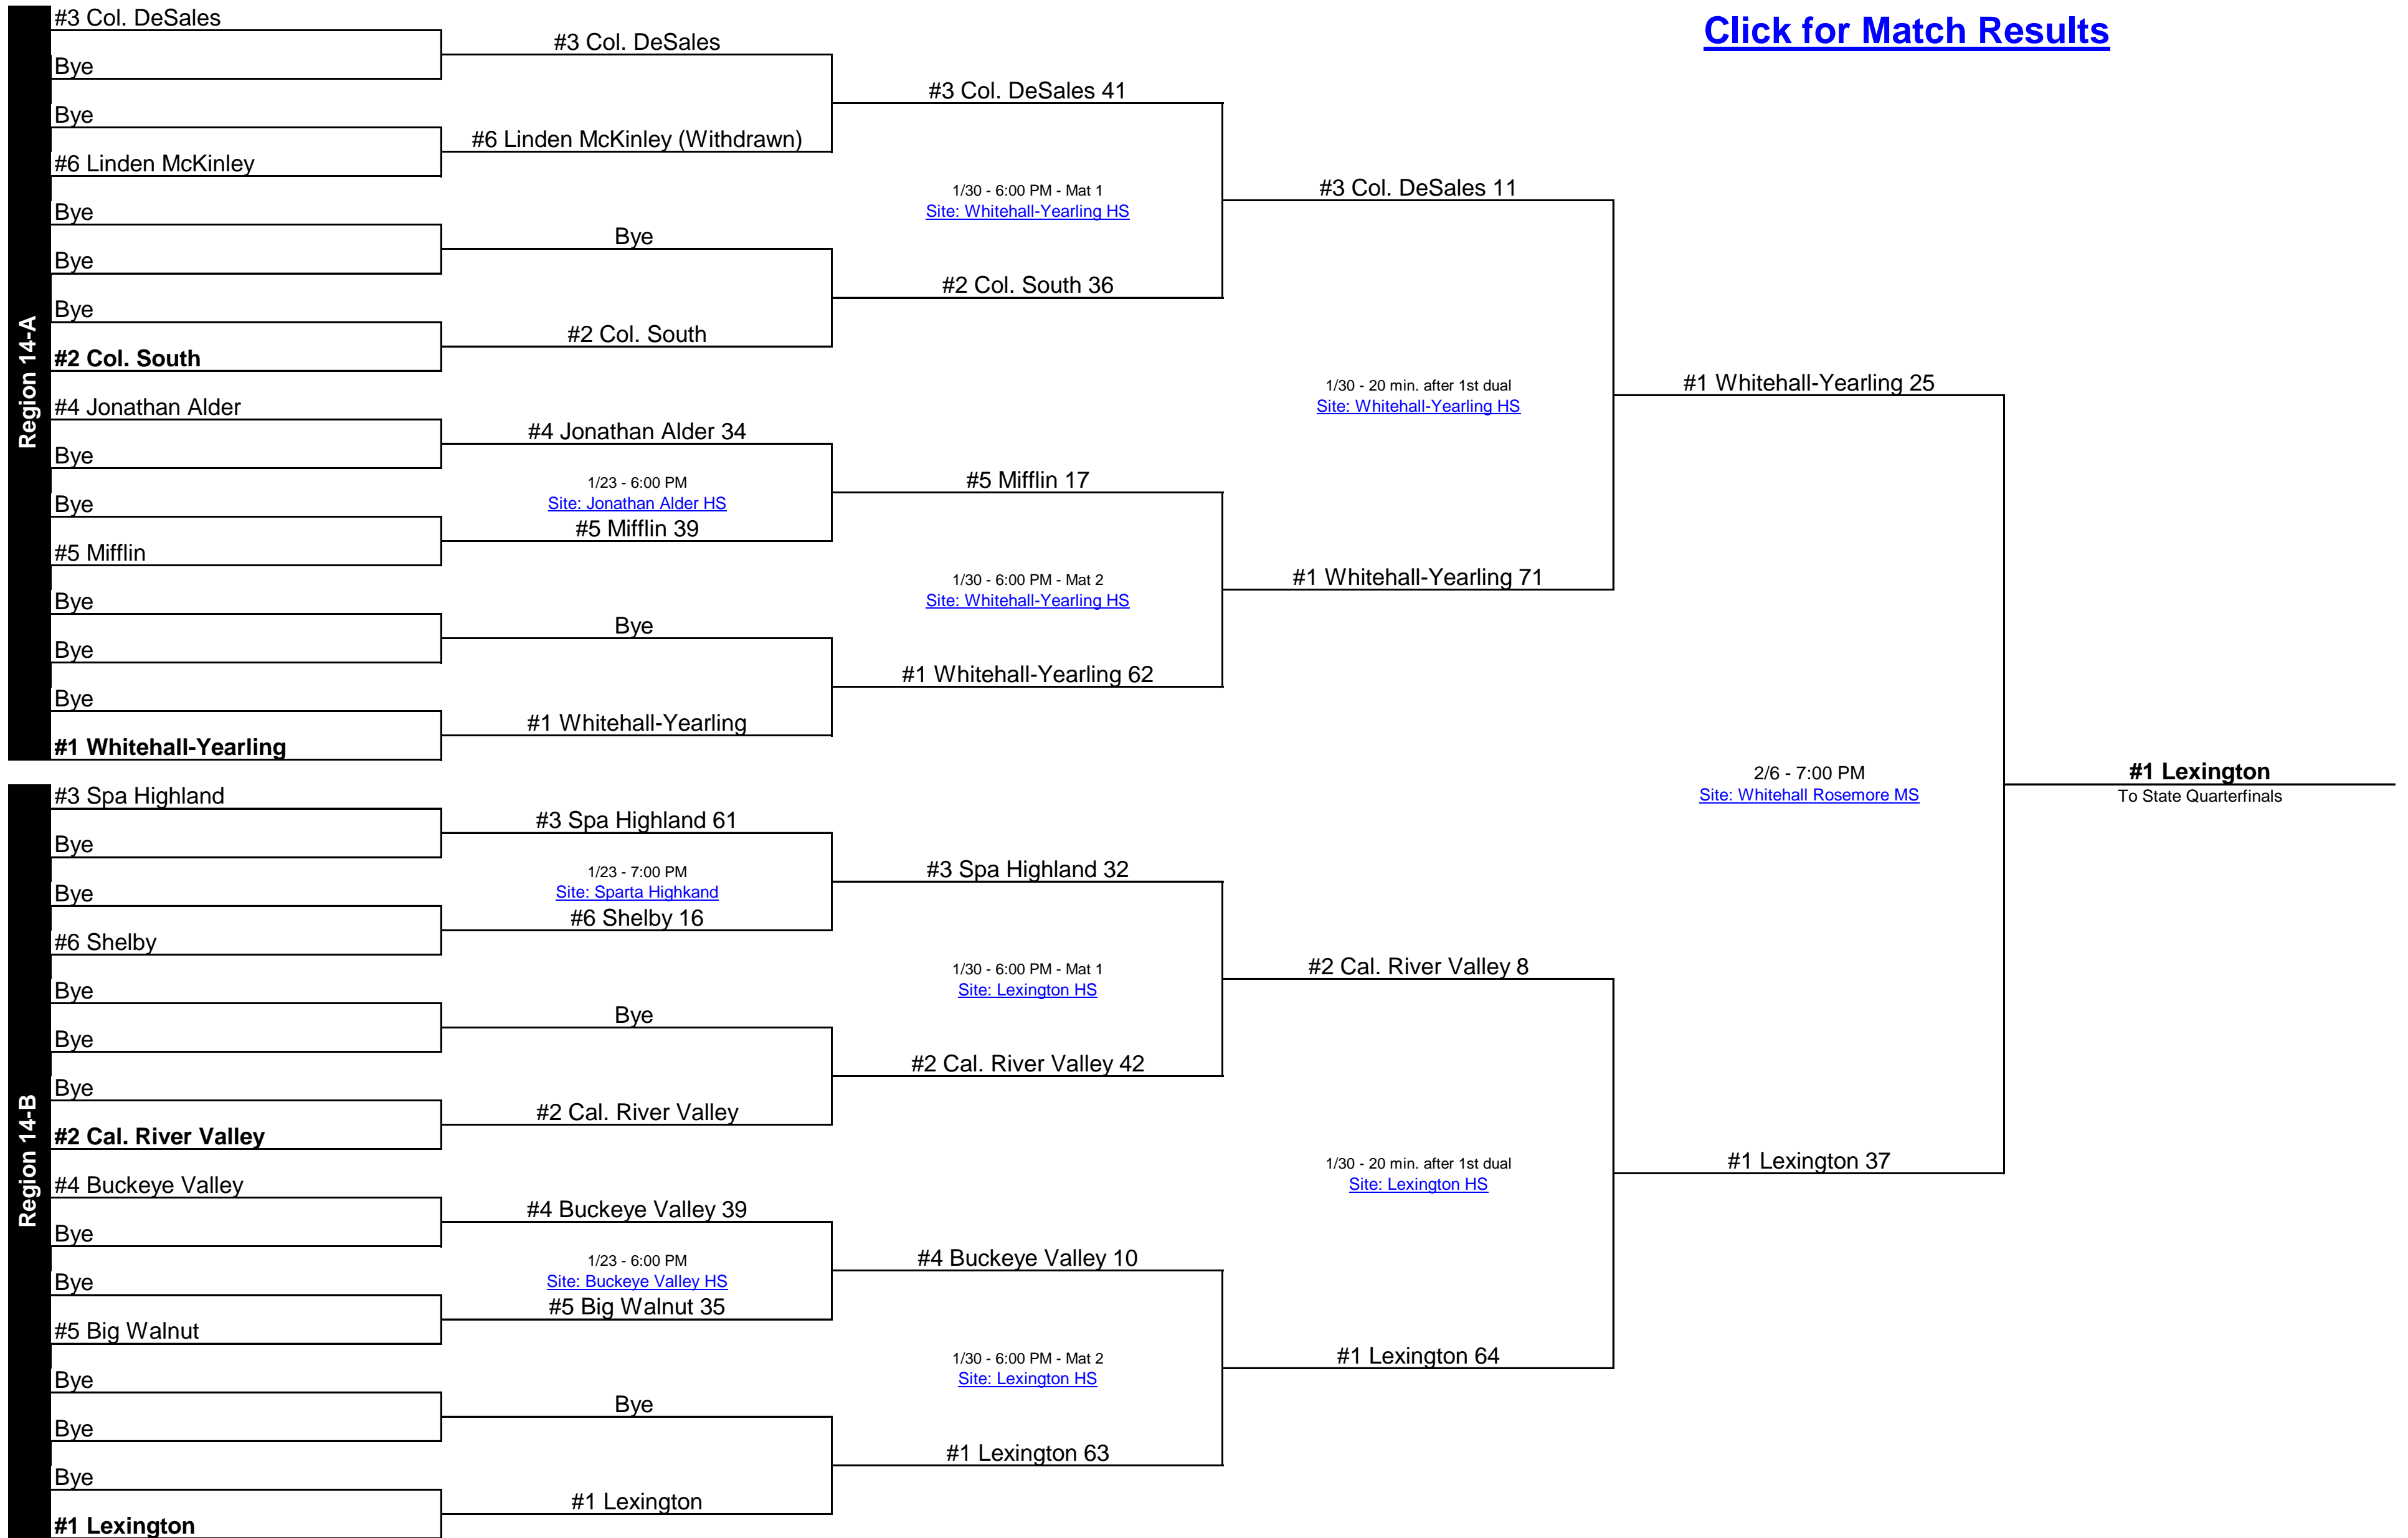 Click for Match Results
Region 14-A
#3 Col. DeSales
Bye
Bye
#6 Linden McKinley
Bye
Bye
Bye
#2 Col. South
#4 Jonathan Alder
Bye
Bye
#5 Mifflin
Bye
Bye
Bye
#1 Whitehall-Yearling
#3 Col. DeSales
#6 Linden McKinley (Withdrawn)
Bye
#2 Col. South
#4 Jonathan Alder 34
1/23 - 6:00 PM
Site: Jonathan Alder HS
#5 Mifflin 39
Bye
#1 Whitehall-Yearling
#3 Col. DeSales 41
1/30 - 6:00 PM - Mat 1
Site: Whitehall-Yearling HS
#2 Col. South 36
#5 Mifflin 17
1/30 - 6:00 PM - Mat 2
Site: Whitehall-Yearling HS
#1 Whitehall-Yearling 62
#3 Col. DeSales 11
1/30 - 20 min. after 1st dual
Site: Whitehall-Yearling HS
#1 Whitehall-Yearling 71
#1 Whitehall-Yearling 25
Region 14-B
#3 Spa Highland
Bye
Bye
#6 Shelby
Bye
Bye
Bye
#2 Cal. River Valley
#4 Buckeye Valley
Bye
Bye
#5 Big Walnut
Bye
Bye
Bye
#1 Lexington
#3 Spa Highland 61
1/23 - 7:00 PM
Site: Sparta Highkand
#6 Shelby 16
Bye
#2 Cal. River Valley
#4 Buckeye Valley 39
1/23 - 6:00 PM
Site: Buckeye Valley HS
#5 Big Walnut 35
Bye
#1 Lexington
#3 Spa Highland 32
1/30 - 6:00 PM - Mat 1
Site: Lexington HS
#2 Cal. River Valley 42
#4 Buckeye Valley 10
1/30 - 6:00 PM - Mat 2
Site: Lexington HS
#1 Lexington 63
#2 Cal. River Valley 8
1/30 - 20 min. after 1st dual
Site: Lexington HS
#1 Lexington 64
#1 Lexington 37
2/6 - 7:00 PM
Site: Whitehall Rosemore MS
#1 Lexington
To State Quarterfinals